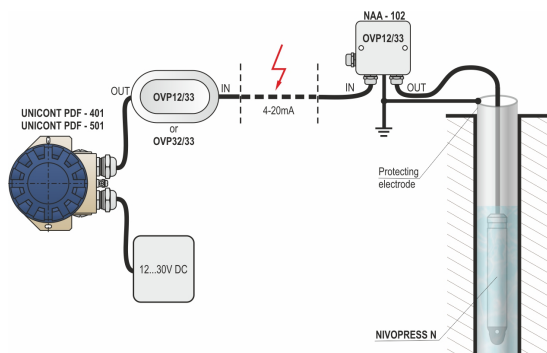 NAA - 102
OVP12/33
OUT
OVP12/33
IN
IN
OUT
4-20mA
or
OVP32/33
UNICONT PDF - 401
UNICONT PDF - 501
Protecting
electrode
12...30V DC
NIVOPRESS N